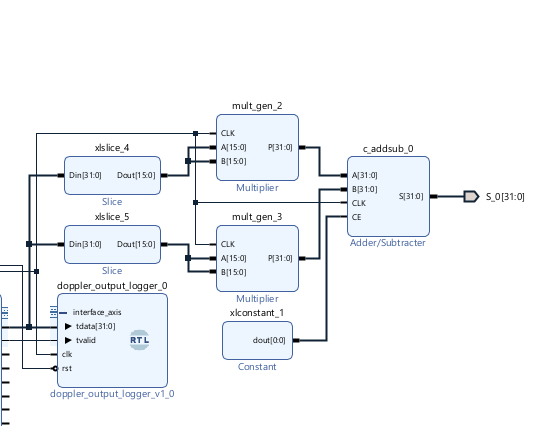 mult_gen_2
CLK
A[15:0]
B[15:0]
P[31:0]
Multiplier
xlslice_4
Din[31:0]
Dout[15:0]
Slice
c_addsub_0
A[31:0]
B[31:0]
CLK
CE
S[31:0]
Adder/Subtracter
S_0[31:0]
xlslice_5
Din[31:0]
Dout[15:0]
Slice
mult_gen_3
CLK
A[15:0]
B[15:0]
P[31:0]
Multiplier
doppler_output_logger_0
interface_axis
tdata[31:0]
tvalid
clk
rst
RTL
doppler_output_logger_v1_0
xlconstant_1
dout[0:0]
Constant